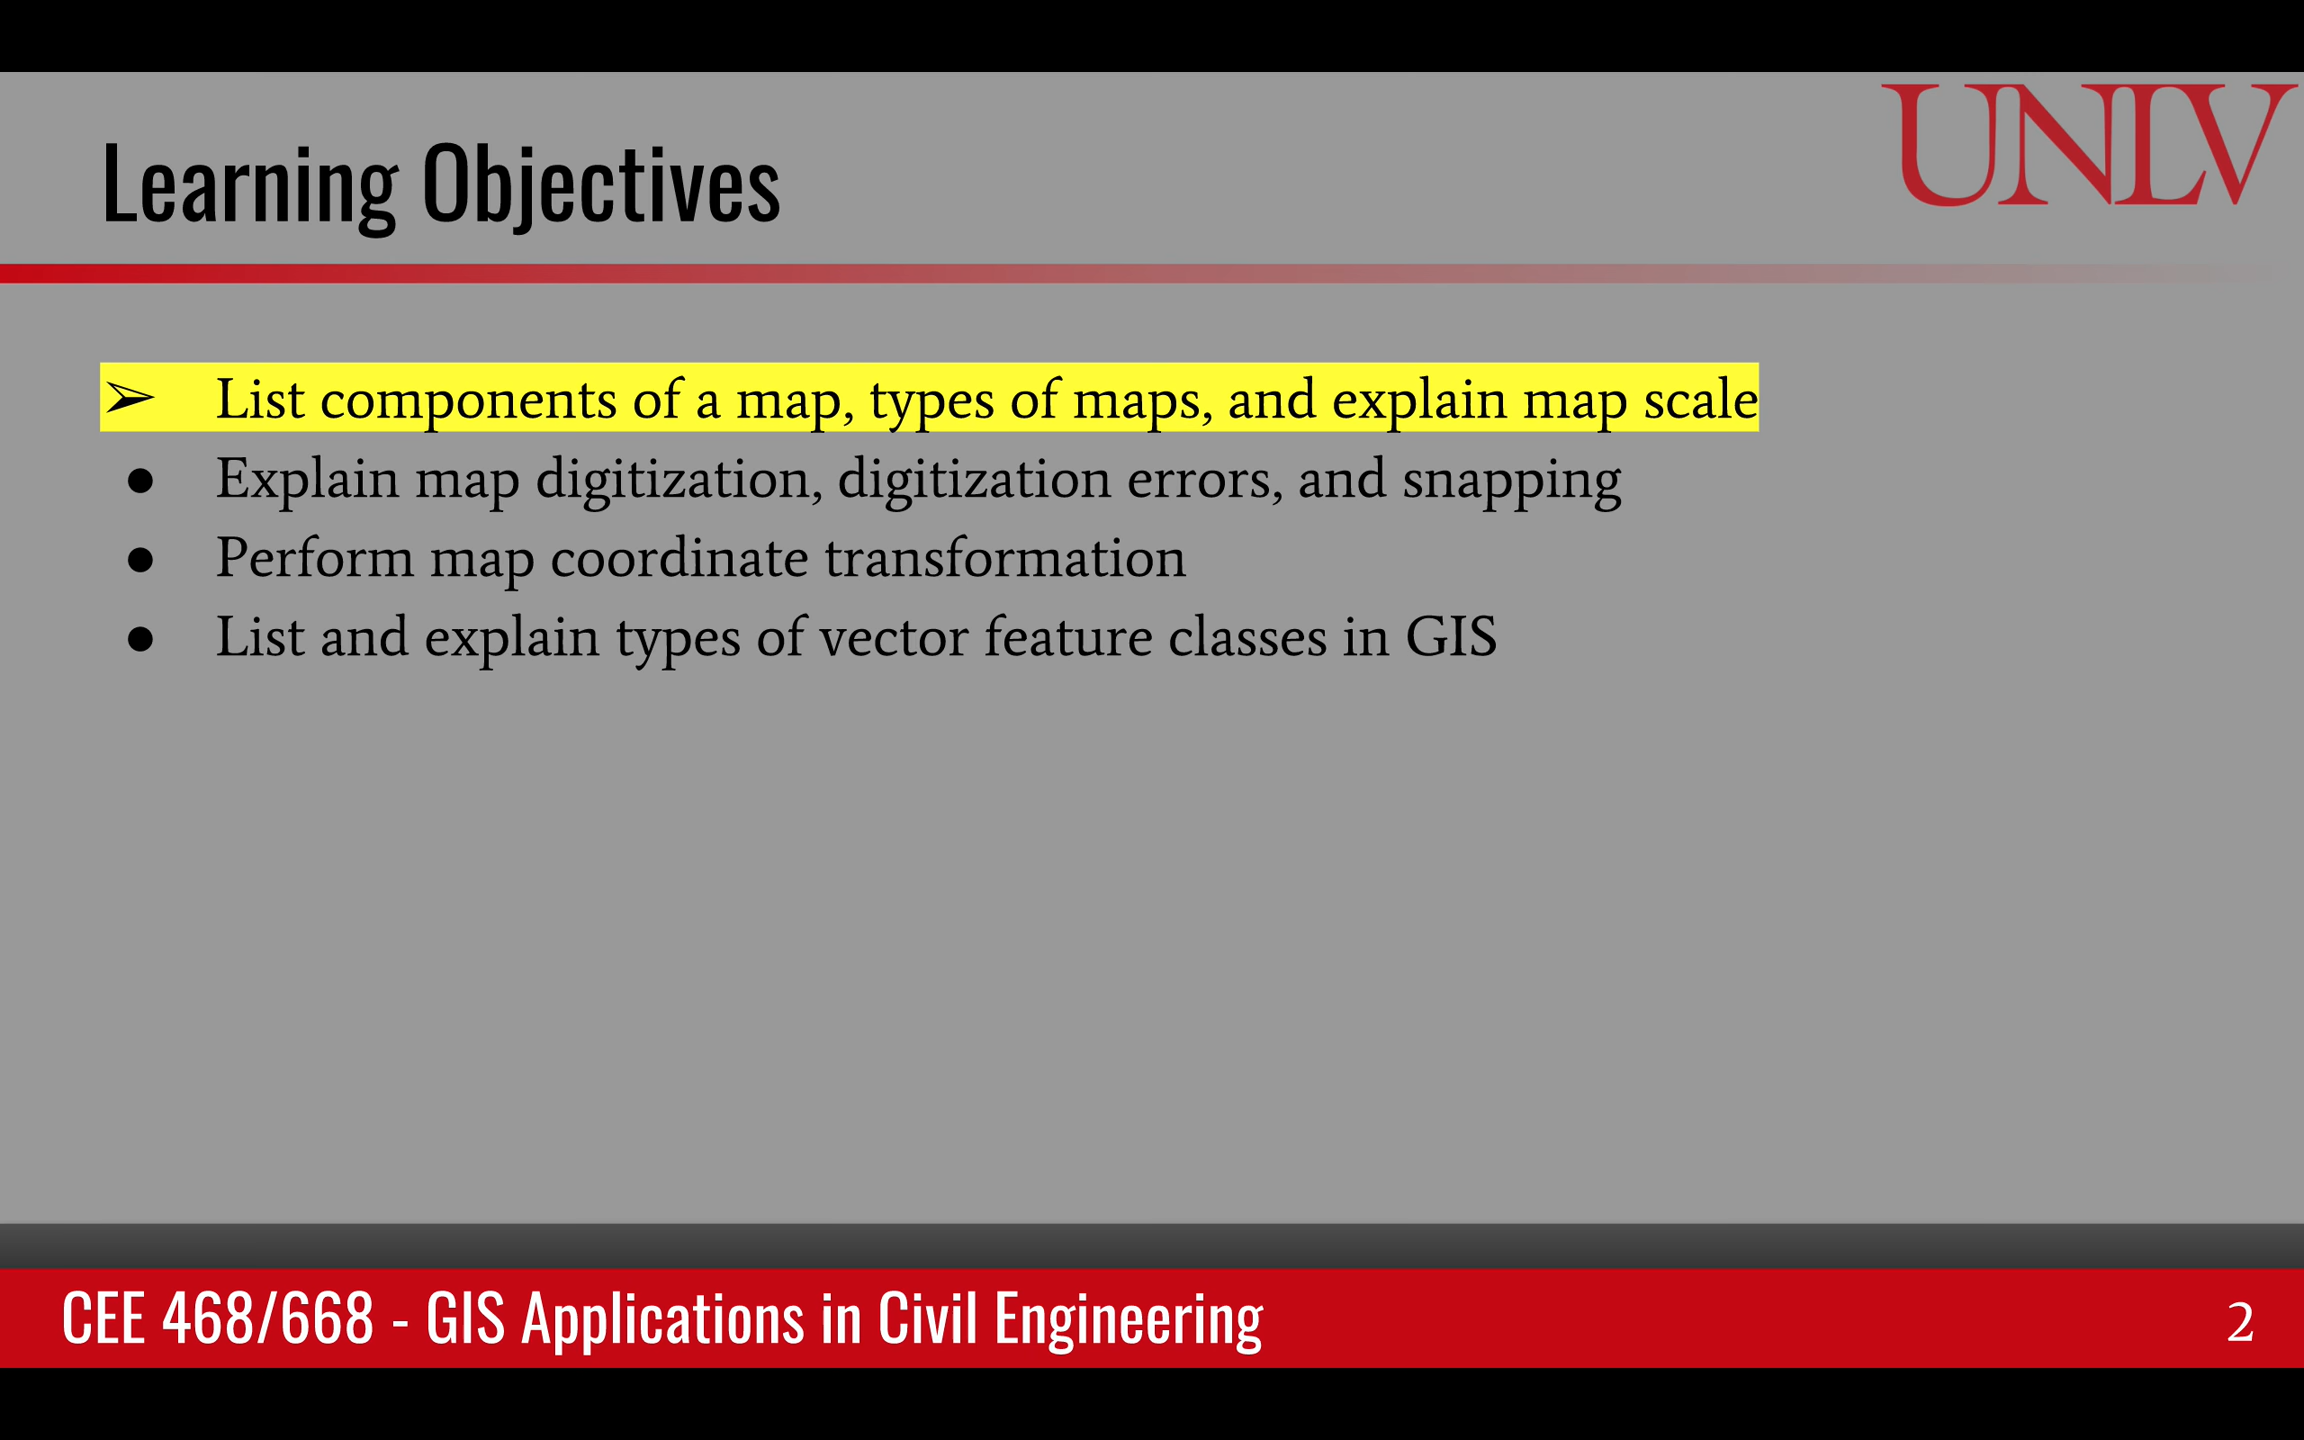 UNLV
Learning Objectives
➢ List components of a map, types of maps, and explain map scale
● Explain map digitization, digitization errors, and snapping
● Perform map coordinate transformation
● List and explain types of vector feature classes in GIS
CEE 468/668 - GIS Applications in Civil Engineering
2